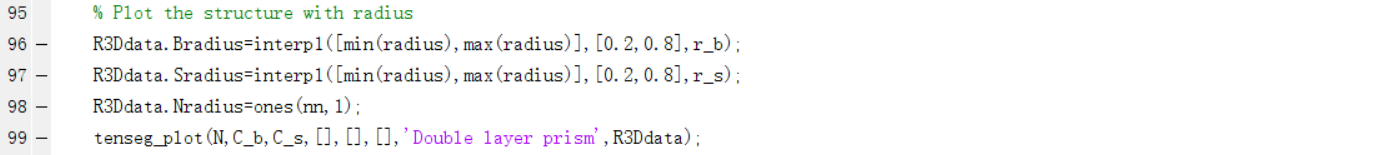 95 % Plot the structure with radius
96 — R3Ddata.Bradius=interp1([min(radius),max(radius)],[0.2,0.8],r_b);
97 — R3Ddata.Sradius=interp1([min(radius),max(radius)],[0.2,0.8],r_s);
98 — R3Ddata.Nradius=ones(nn,1);
99 — tenseg_plot(N,C_b,C_s,[],[],[],'Double layer prism',R3Ddata);